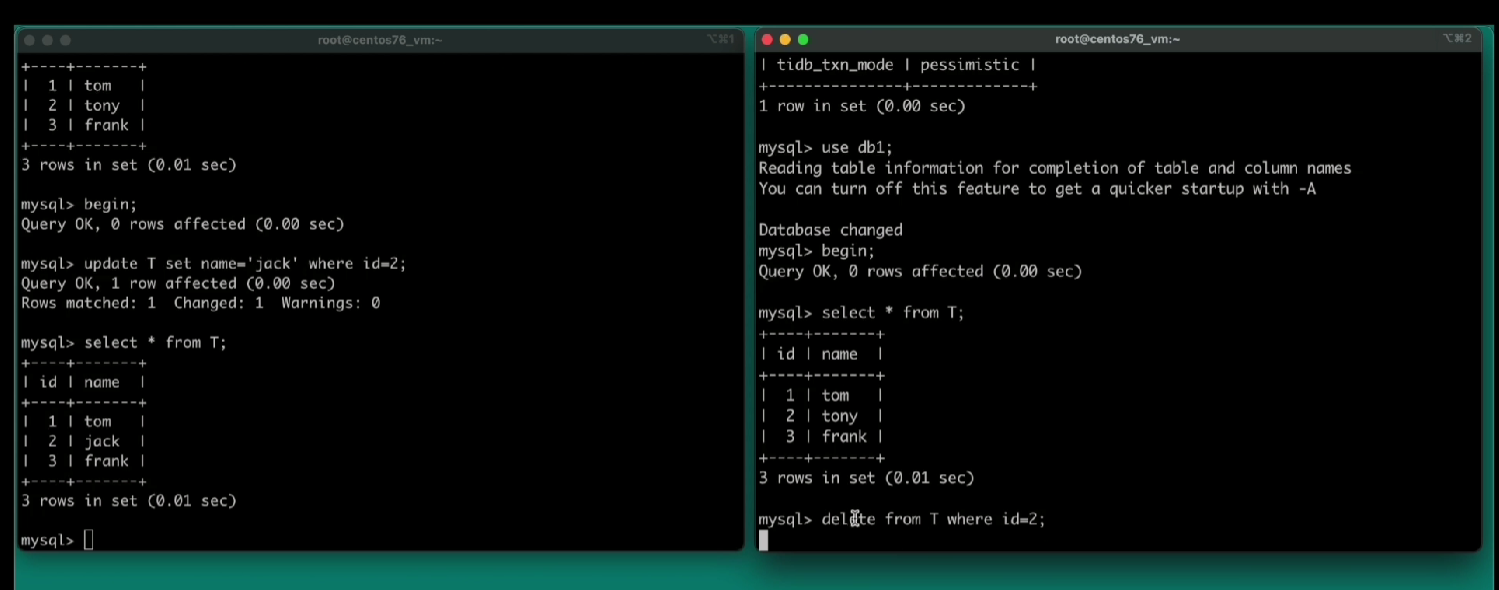 root@centos76_vm:~
⌥⌘1
+----+-------+
| 1 | tom |
| 2 | tony |
| 3 | frank |
+----+-------+
3 rows in set (0.01 sec)
mysql> begin;
Query OK, 0 rows affected (0.00 sec)
mysql> update T set name='jack' where id=2;
Query OK, 1 row affected (0.00 sec)
Rows matched: 1  Changed: 1  Warnings: 0
mysql> select * from T;
+----+-------+
| id | name |
+----+-------+
| 1 | tom |
| 2 | jack |
| 3 | frank |
+----+-------+
3 rows in set (0.01 sec)
mysql>
root@centos76_vm:~
⌥⌘2
| tidb_txn_mode | pessimistic |
+---------------+-------------+
1 row in set (0.00 sec)
mysql> use db1;
Reading table information for completion of table and column names
You can turn off this feature to get a quicker startup with -A
Database changed
mysql> begin;
Query OK, 0 rows affected (0.00 sec)
mysql> select * from T;
+----+-------+
| id | name |
+----+-------+
| 1 | tom |
| 2 | tony |
| 3 | frank |
+----+-------+
3 rows in set (0.01 sec)
mysql> delete from T where id=2;